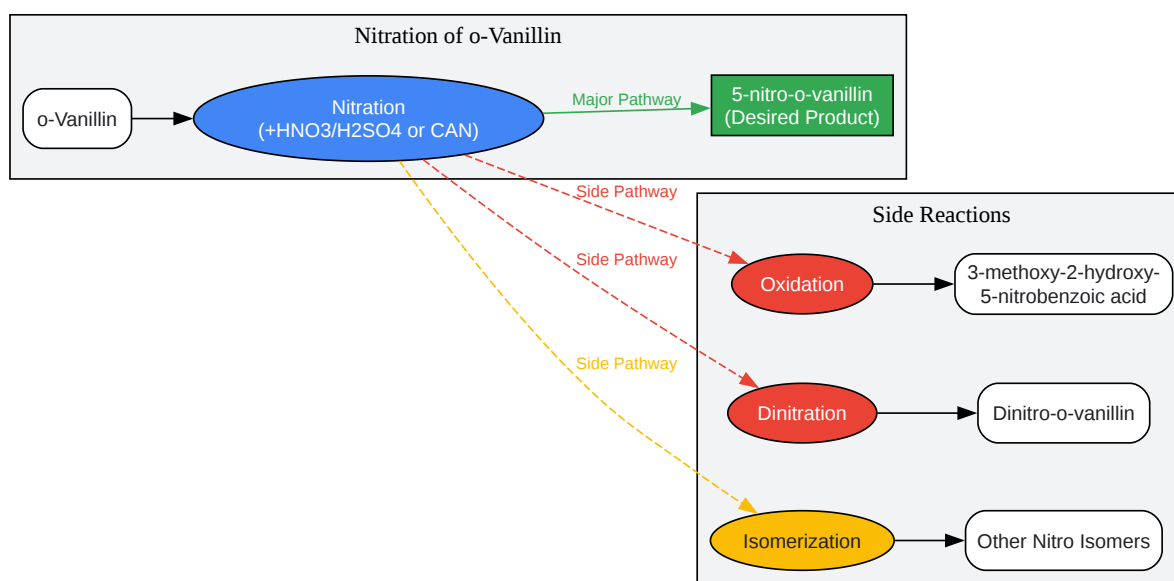 Nitration of o-Vanillin
o-Vanillin
Nitration
(+HNO3/H2SO4 or CAN)
Major Pathway
5-nitro-o-vanillin
(Desired Product)
Side Pathway
Side Reactions
Side Pathway
Oxidation
3-methoxy-2-hydroxy-
5-nitrobenzoic acid
Side Pathway
Dinitration
Dinitro-o-vanillin
Isomerization
Other Nitro Isomers